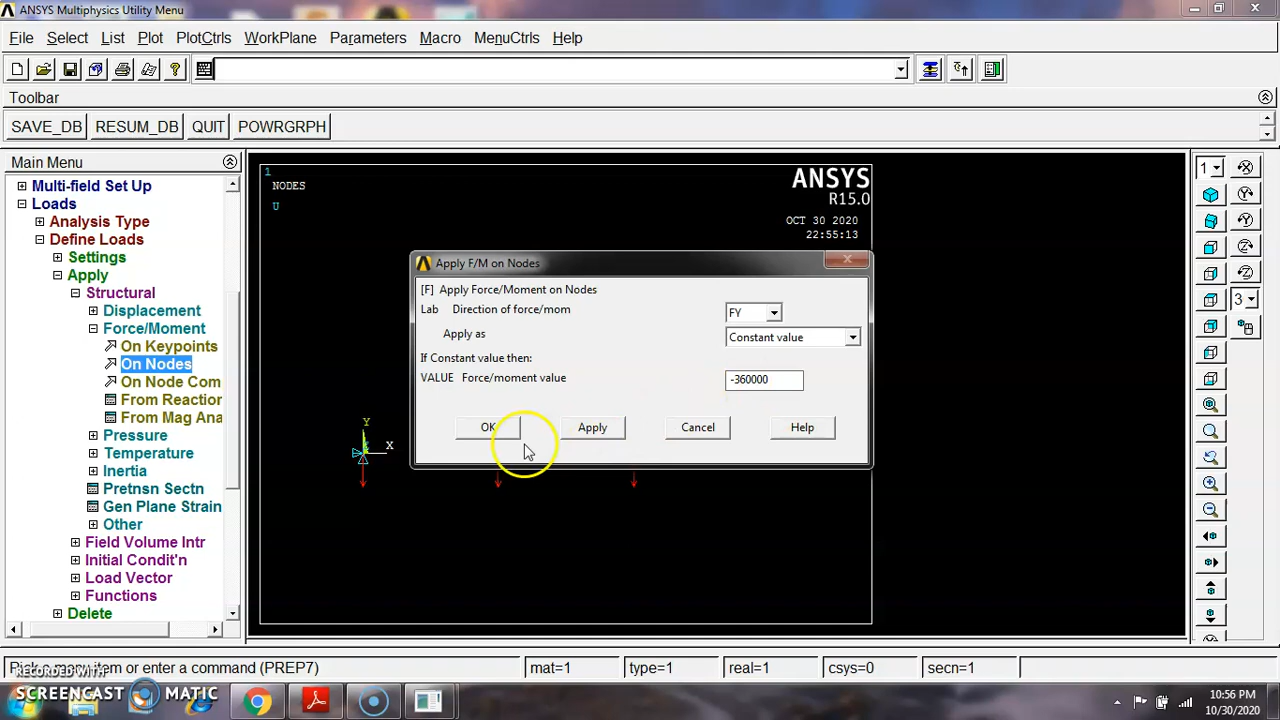 ANSYS Multiphysics Utility Menu
File Select List Plot PlotCtrls WorkPlane Parameters Macro MenuCtrls Help
Toolbar
SAVE_DB RESUM_DB QUIT POWRGRPH
Main Menu
Multi-field Set Up
Loads
Analysis Type
Define Loads
Settings
Apply
Structural
Displacement
Force/Moment
On Keypoints
On Nodes
On Node Com
From Reaction
From Mag Ana
Pressure
Temperature
Inertia
Pretnsn Sectn
Gen Plane Strain
Other
Field Volume Intr
Initial Condit'n
Load Vector
Functions
Delete
1
NODES
U
ANSYS
R15.0
OCT 30 2020
22:55:13
Y
X
Apply F/M on Nodes
[F] Apply Force/Moment on Nodes
Lab Direction of force/mom FY
Apply as Constant value
If Constant value then:
VALUE Force/moment value -360000
OK Apply Cancel Help
1
3
item or enter a command (PREP7) mat=1 type=1 real=1 csys=0 secn=1
RECORDED WITH
SCREENCAST MATIC
10:56 PM
10/30/2020